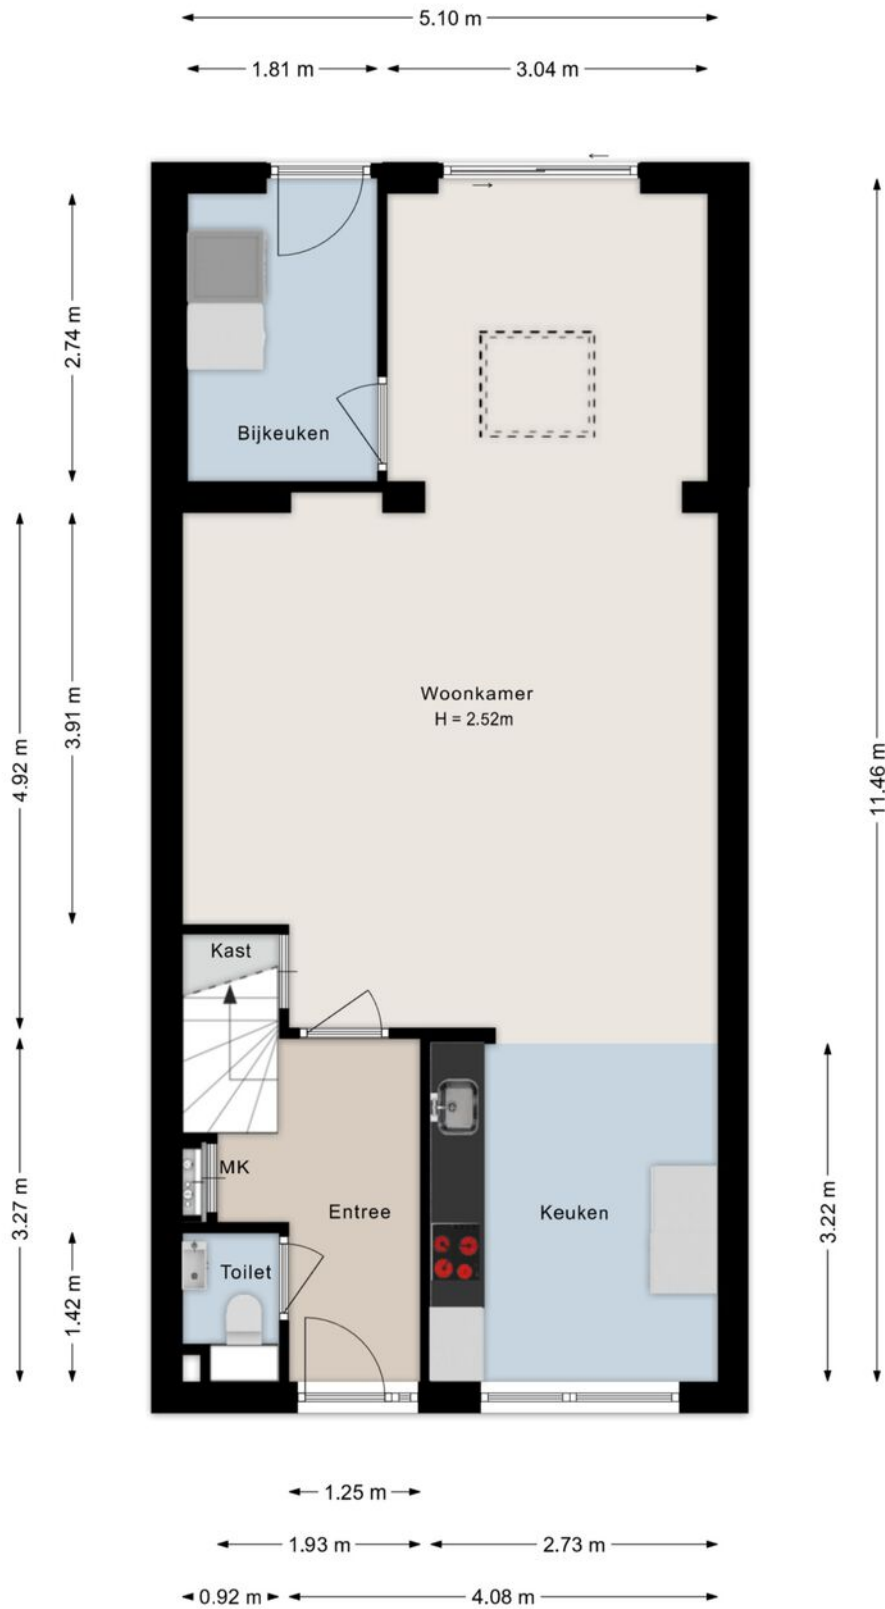 5.10 m
1.81 m
3.04 m
2.74 m
Bijkeuken
Woonkamer
H = 2.52m
3.91 m
4.92 m
11.46 m
Kast
MK
Entree
Keuken
3.27 m
3.22 m
Toilet
1.42 m
1.25 m
1.93 m
2.73 m
0.92 m
4.08 m